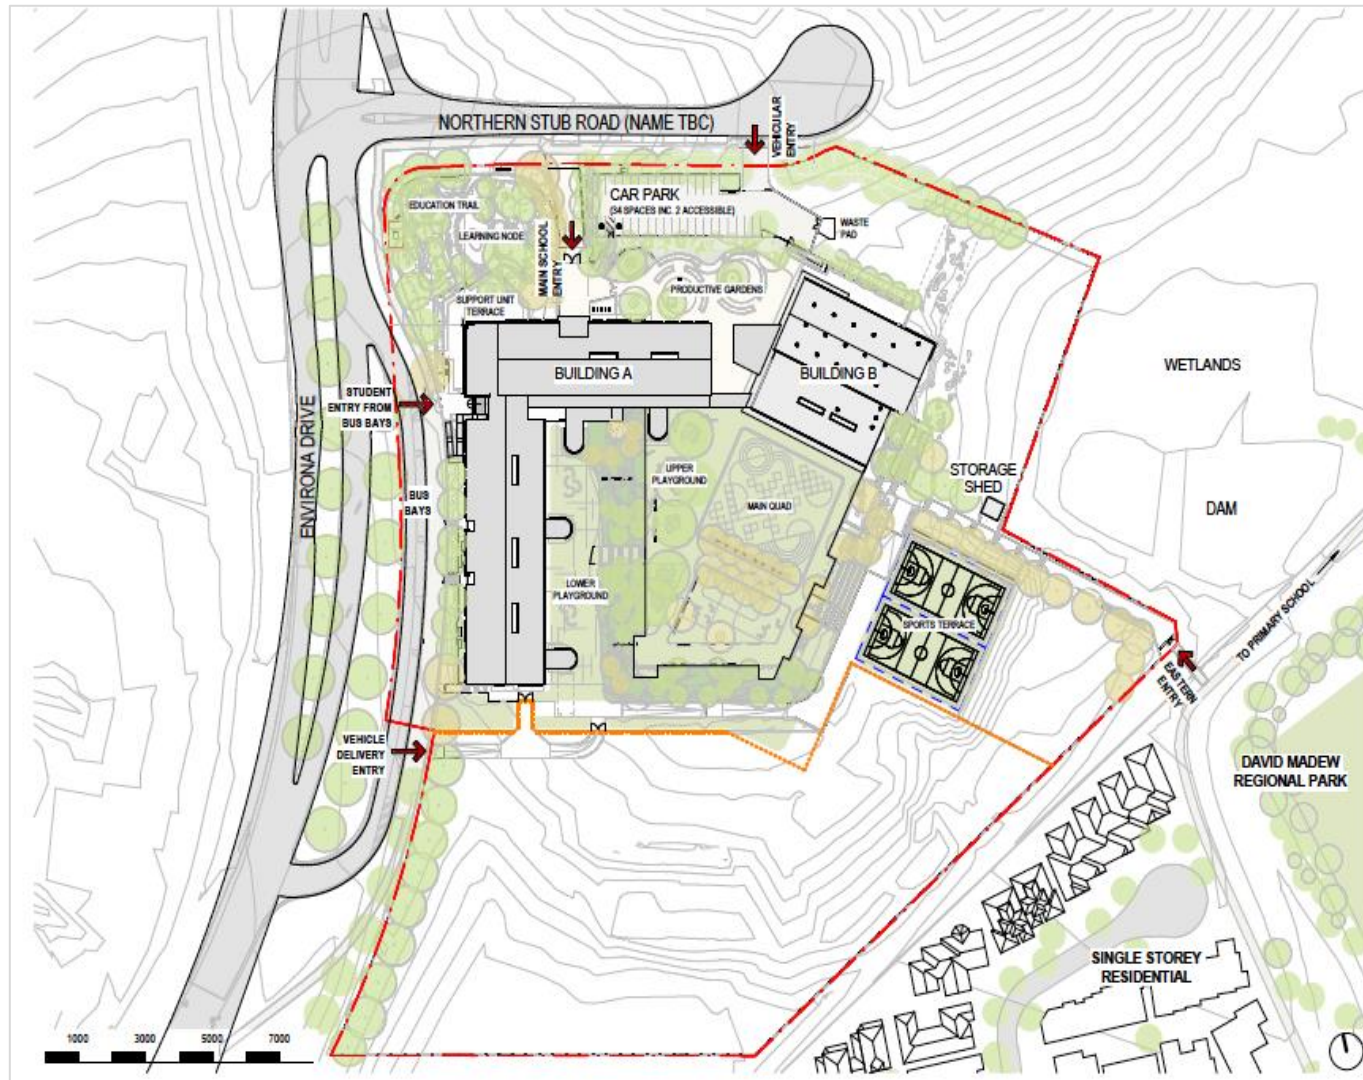 NORTHERN STUB ROAD (NAME TBC)
VEHICULAR
ENTRY
CAR PARK
(34 SPACES INC. 2 ACCESSIBLE)
EDUCATION TRAIL
LEARNING NODE
MAIN SCHOOL
ENTRY
WASTE
PAD
PRODUCTIVE GARDENS
SUPPORT UNIT
TERRACE
BUILDING A
BUILDING B
WETLANDS
STUDENT
ENTRY FROM
BUS BAYS
ENVIRONA DRIVE
BUS
BAYS
UPPER
PLAYGROUND
MAIN QUAD
STORAGE
SHED
DAM
LOWER
PLAYGROUND
SPORTS TERRACE
TO PRIMARY SCHOOL
EASTERN
ENTRY
VEHICLE
DELIVERY
ENTRY
DAVID MADEW
REGIONAL PARK
SINGLE STOREY
RESIDENTIAL
1000 3000 5000 7000